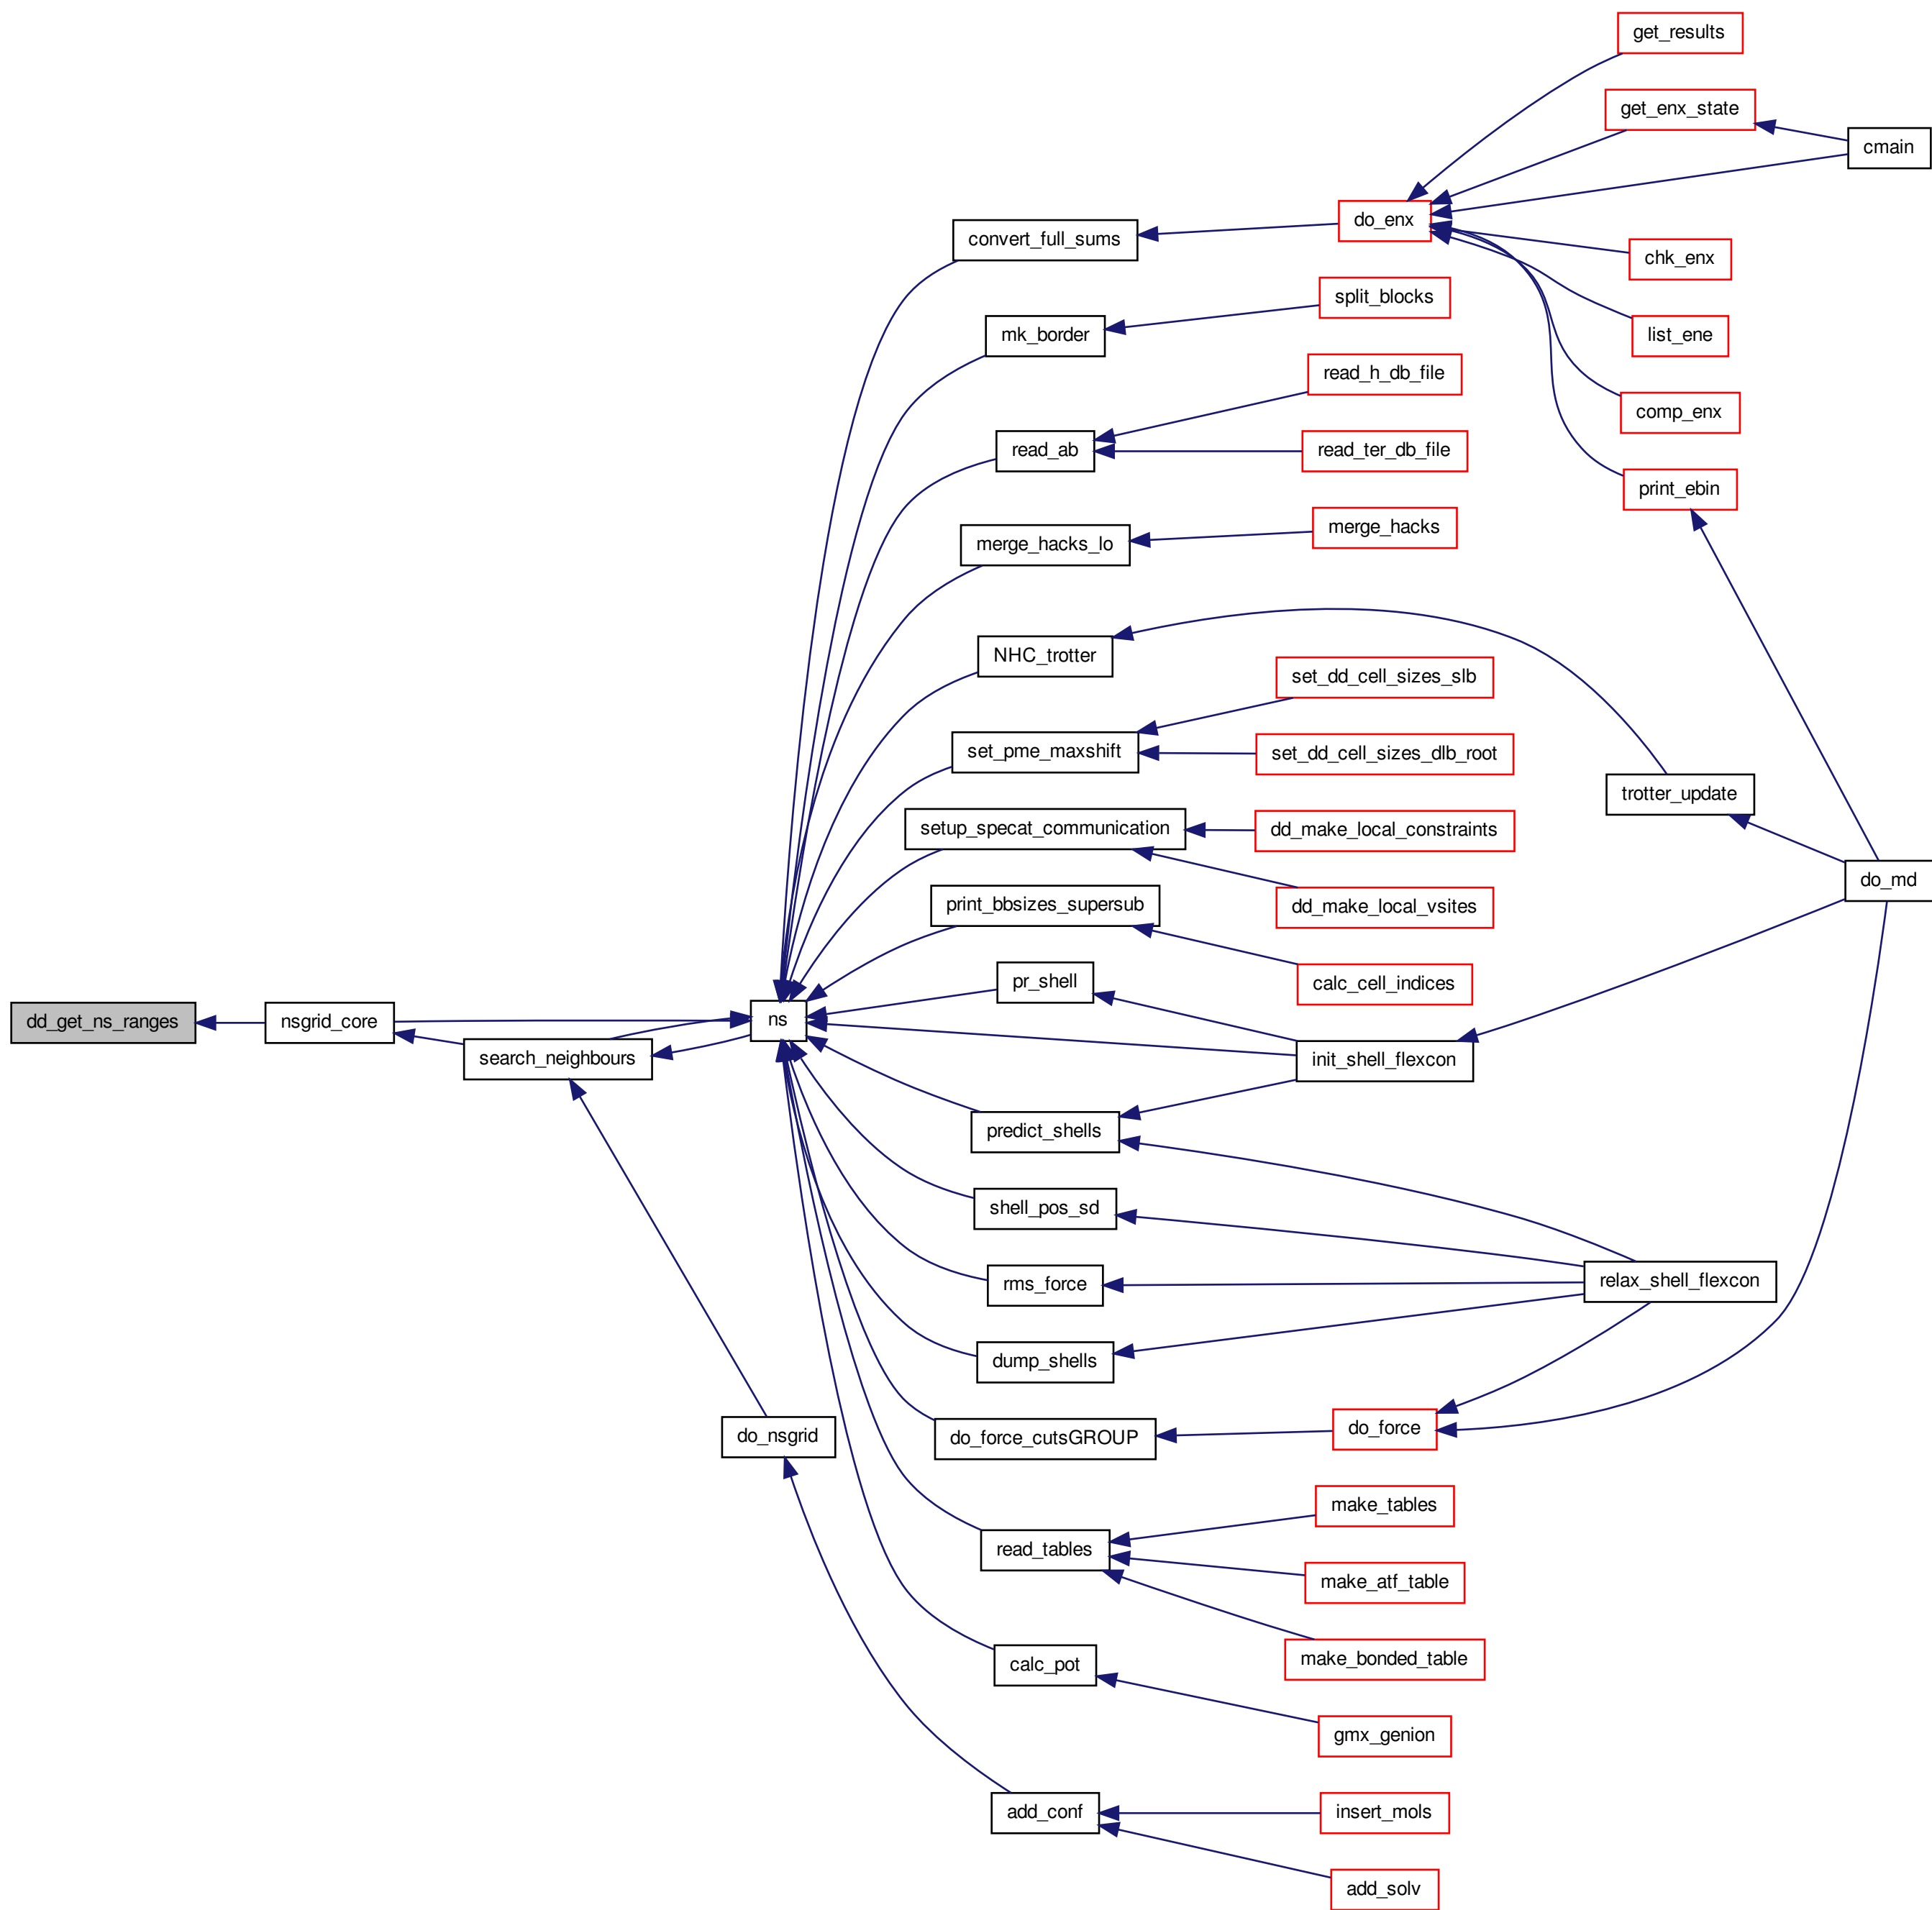 get_results
get_enx_state
cmain
do_enx
convert_full_sums
chk_enx
split_blocks
mk_border
list_ene
read_h_db_file
comp_enx
read_ab
read_ter_db_file
print_ebin
merge_hacks
merge_hacks_lo
NHC_trotter
set_dd_cell_sizes_slb
set_pme_maxshift
set_dd_cell_sizes_dlb_root
trotter_update
setup_specat_communication
dd_make_local_constraints
do_md
print_bbsizes_supersub
dd_make_local_vsites
pr_shell
calc_cell_indices
dd_get_ns_ranges
nsgrid_core
ns
search_neighbours
init_shell_flexcon
predict_shells
shell_pos_sd
rms_force
relax_shell_flexcon
dump_shells
do_nsgrid
do_force_cutsGROUP
do_force
make_tables
read_tables
make_atf_table
calc_pot
make_bonded_table
gmx_genion
add_conf
insert_mols
add_solv